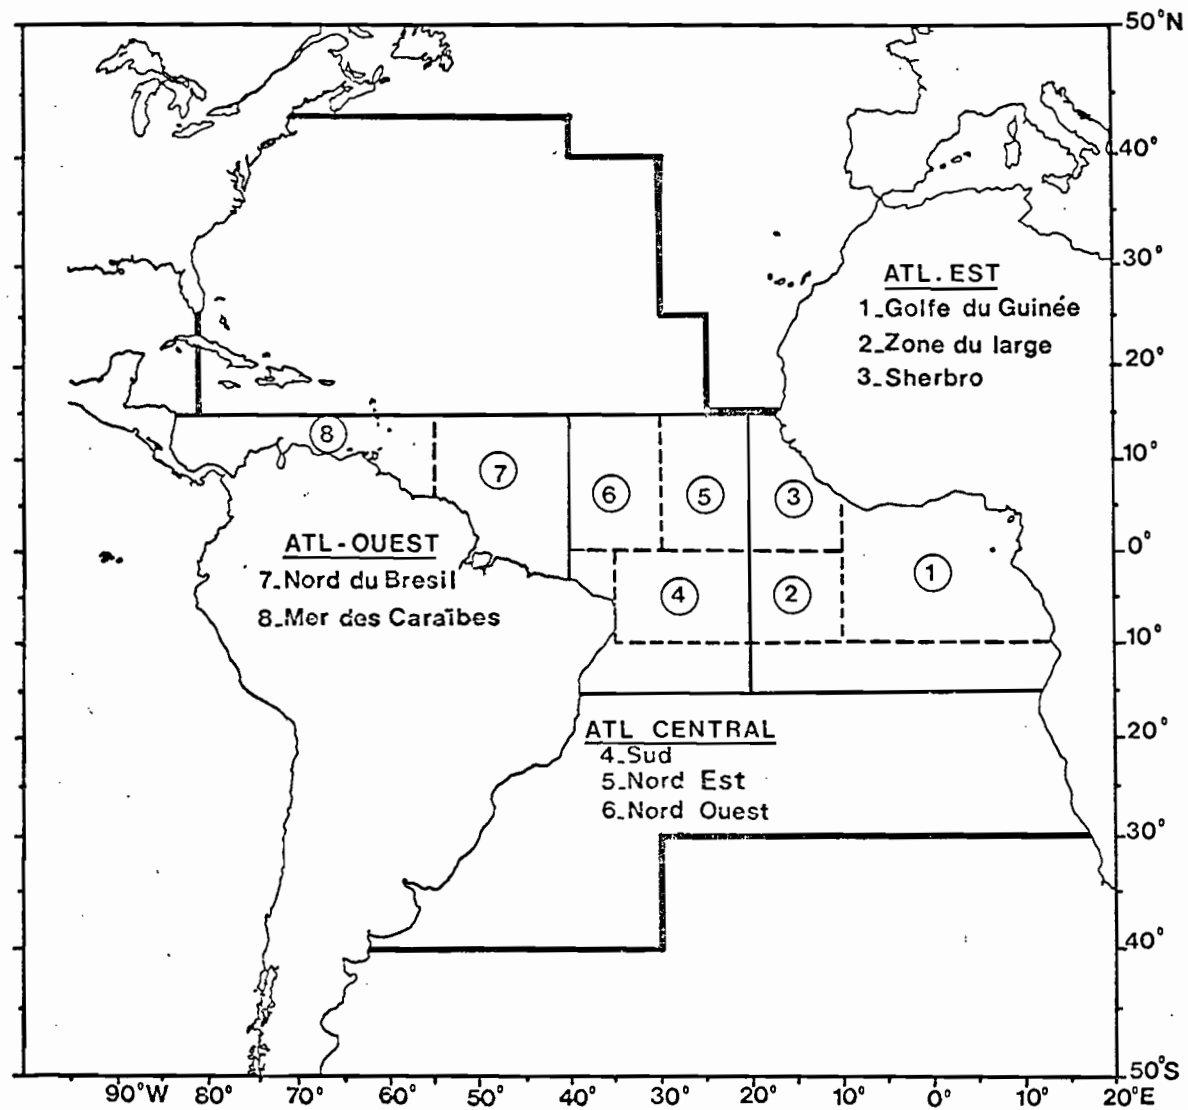 50°N
40°
30°
20°
10°
0°
10°
20°
30°
40°
50°S
ATL.EST
1_Golfe du Guinée
2_Zone du large
3_Sherbro
8
7
6
5
3
1
4
2
ATL-OUEST
7_Nord du Bresil
8_Mer des Caraïbes
ATL CENTRAL
4_Sud
5_Nord Est
6_Nord Ouest
90°W 80° 70° 60° 50° 40° 30° 20° 10° 0° 10° 20°E